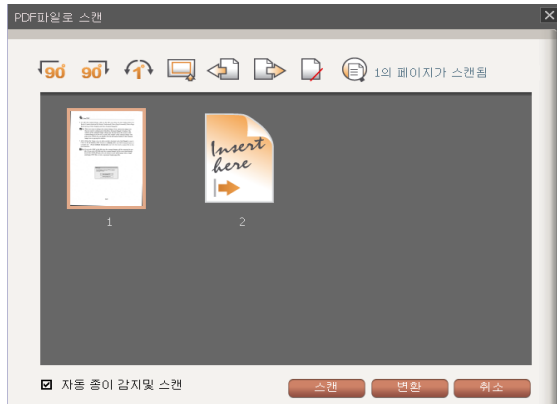 PDF파일로 스캔
90° 90° 1° 1의 페이지가 스캔됨
Insert
here
1 2
자동 종이 감지및 스캔
스캔 변환 취소